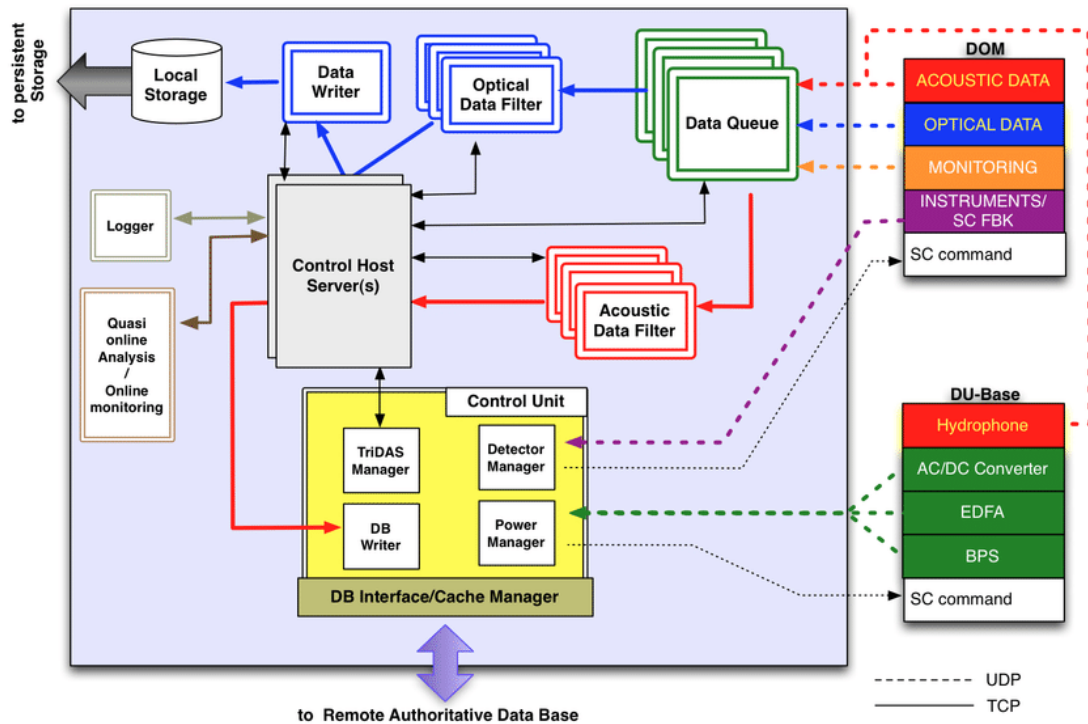 to persistent
Storage
Local
Storage
Data
Writer
Optical
Data Filter
Data Queue
DOM
ACOUSTIC DATA
OPTICAL DATA
MONITORING
INSTRUMENTS/
SC FBK
SC command
Logger
Control Host
Server(s)
Acoustic
Data Filter
Quasi
online
Analysis
/
Online
monitoring
Control Unit
TriDAS
Manager
Detector
Manager
DB
Writer
Power
Manager
DB Interface/Cache Manager
DU-Base
Hydrophone
AC/DC Converter
EDFA
BPS
SC command
UDP
TCP
to Remote Authoritative Data Base